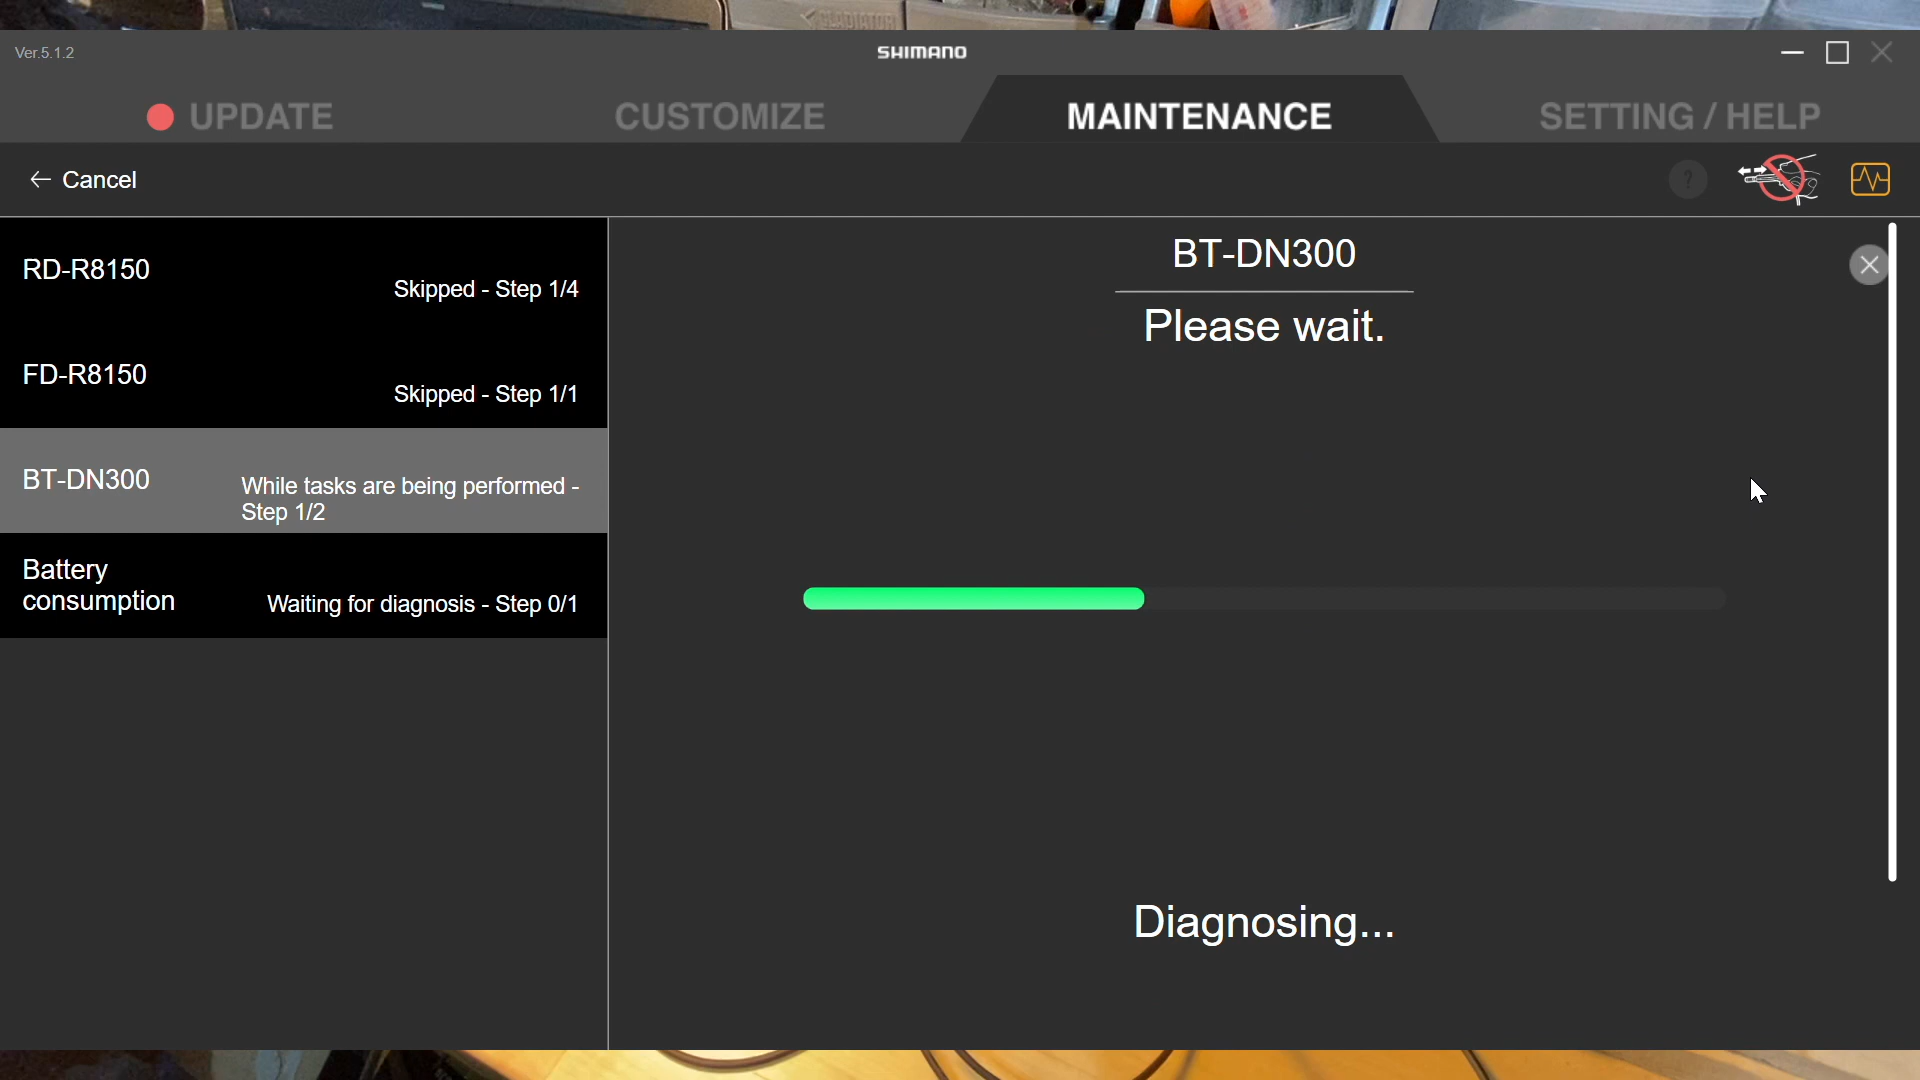 GLADIATOR
Ver.5.1.2
SHIMANO
UPDATE
CUSTOMIZE
MAINTENANCE
SETTING / HELP
← Cancel
?
RD-R8150
Skipped - Step 1/4
FD-R8150
Skipped - Step 1/1
BT-DN300
While tasks are being performed -
Step 1/2
Battery
consumption
Waiting for diagnosis - Step 0/1
BT-DN300
Please wait.
Diagnosing...